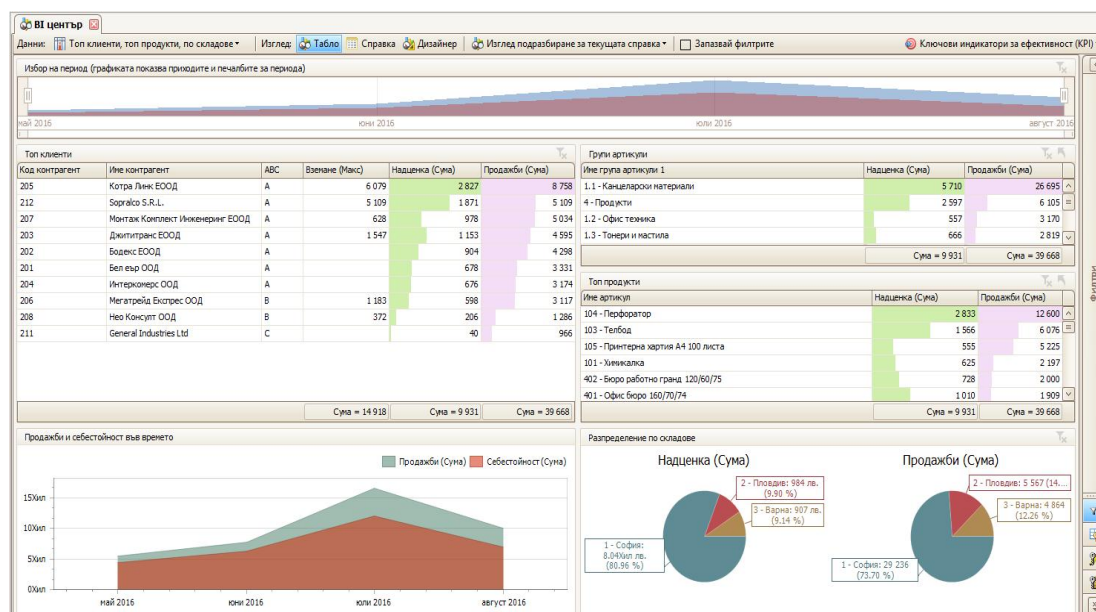 BI център
Данни: Топ клиенти, топ продукти, по складове Изглед: Табло Справка Дизайнер Изглед подразбиране за текущата справка Запазвай филтрите Ключови индикатори за ефективност (KPI)
Избор на период (графиката показва приходите и печалбите за периода)
май 2016 юни 2016 юли 2016 август 2016
Топ клиенти
Код контрагент Име контрагент ABC Вземане (Макс) Надценка (Сума) Продажби (Сума)
205 Котра Линк ЕООД A 6 079 2 827 8 758
212 Sopralco S.R.L. A 5 109 1 871 5 109
207 Монтаж Комплект Инженеринг ЕООД A 628 978 5 034
203 Джитиtранс ЕООД A 1 547 1 153 4 595
202 Бодекс ЕООД A 904 4 298
201 Бел еър ООД A 678 3 331
204 Интеркомерс ООД A 676 3 174
206 Мегатрейд Експрес ООД B 1 183 598 3 117
208 Нео Консулт ООД B 372 206 1 286
211 General Industries Ltd C 40 966
Сума = 14 918 Сума = 9 931 Сума = 39 668
Групи артикули
Име група артикули 1 Надценка (Сума) Продажби (Сума)
1.1 - Канцеларски материали 5 710 26 695
4 - Продукти 2 597 6 105
1.2 - Офис техника 557 3 170
1.3 - Тонери и мастила 666 2 819
Сума = 9 931 Сума = 39 668
Топ продукти
Име артикул Надценка (Сума) Продажби (Сума)
104 - Перфоратор 2 833 12 600
103 - Телбод 1 566 6 076
105 - Принтерна хартия А4 100 листа 555 5 225
101 - Химикалка 625 2 197
402 - Бюро работно гранд 120/60/75 728 2 000
401 - Офис бюро 160/70/74 1 010 1 909
Сума = 9 931 Сума = 39 668
Филтри
Продажби и себестойност във времето
Продажби (Сума) Себестойност (Сума)
15Хил
10Хил
5Хил
0Хил
май 2016 юни 2016 юли 2016 август 2016
Разпределение по складове
Надценка (Сума)
2 - Пловдив: 984 лв.
(9.90 %)
3 - Варна: 907 лв.
(9.14 %)
1 - София:
8.04Хил лв.
(80.96 %)
Продажби (Сума)
2 - Пловдив: 5 567 (14....
3 - Варна: 4 864
(12.26 %)
1 - София: 29 236
(73.70 %)